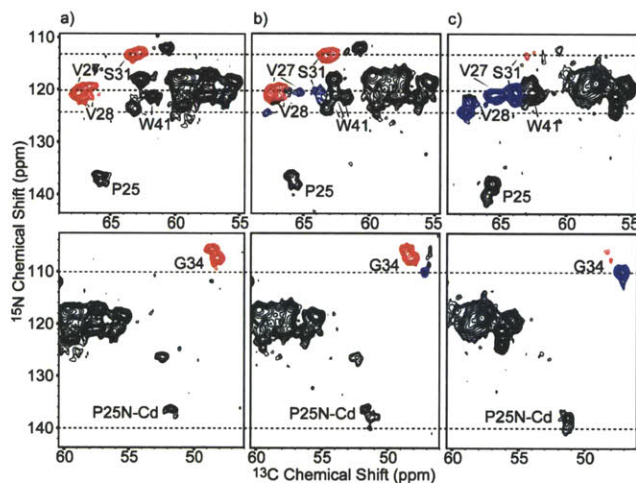 a) b) c)
110
V27 S31 V27 S31 V27 S31
120
V28 W41 V28 W41 V28 W41
130
P25 P25 P25
140
65 60 55 65 60 55 65 60 55
15N Chemical Shift (ppm)
G34 G34 G34
110
120
130
P25N-Cd P25N-Cd P25N-Cd
140
60 55 50 60 55 50 60 55 50
13C Chemical Shift (ppm)